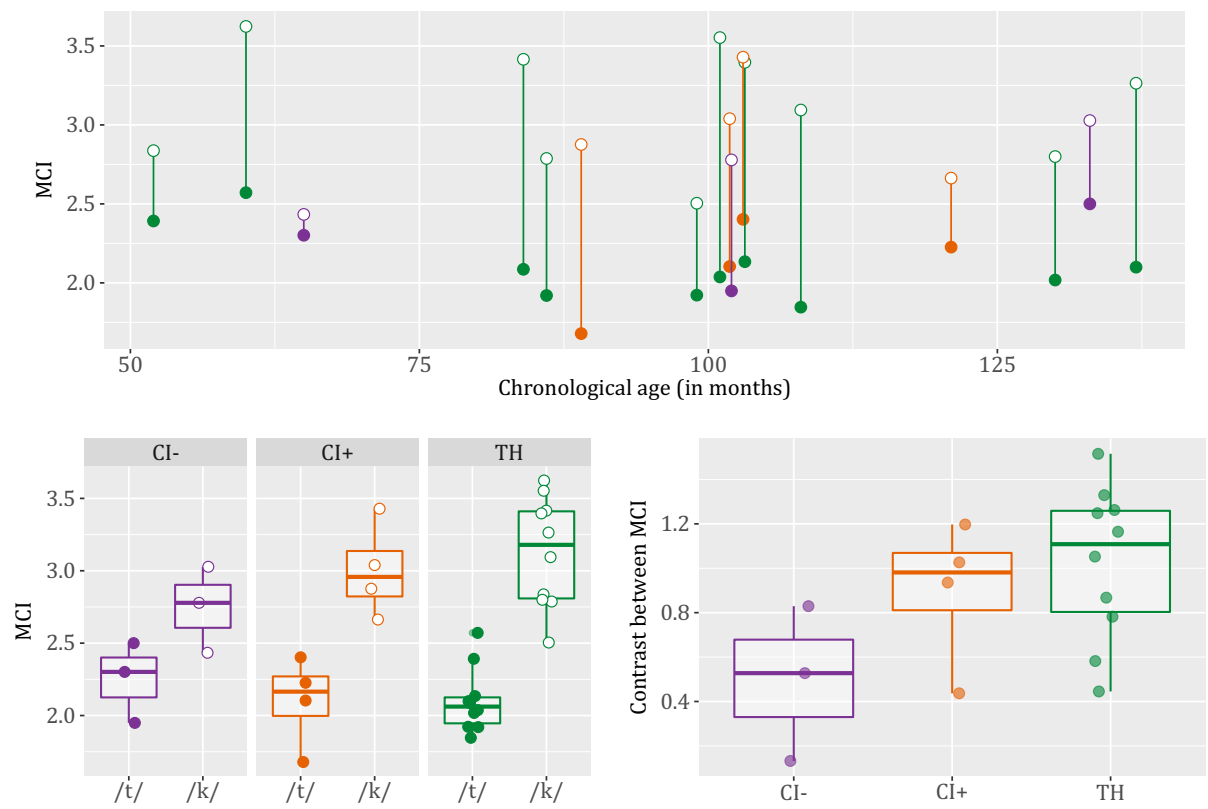 MCI
3.5
3.0
2.5
2.0
50 75 100 125
Chronological age (in months)
CI- CI+ TH
MCI
3.5
3.0
2.5
2.0
/t/ /k/ /t/ /k/ /t/ /k/
Contrast between MCI
1.2
0.8
0.4
CI- CI+ TH